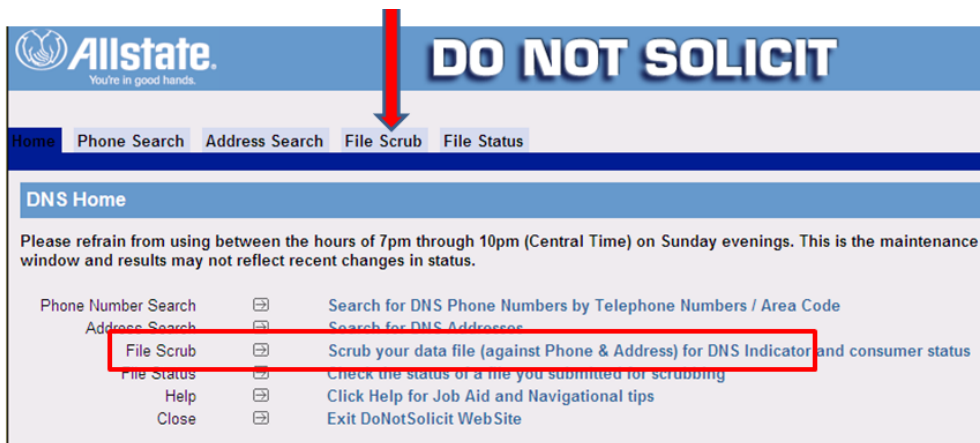 Allstate.
You're in good hands.
DO NOT SOLICIT
Home Phone Search Address Search File Scrub File Status
DNS Home
Please refrain from using between the hours of 7pm through 10pm (Central Time) on Sunday evenings. This is the maintenance
window and results may not reflect recent changes in status.
Phone Number Search Search for DNS Phone Numbers by Telephone Numbers / Area Code
Address Search Search for DNS Addresses
File Scrub Scrub your data file (against Phone & Address) for DNS Indicator and consumer status
File Status Check the status of a file you submitted for scrubbing
Help Click Help for Job Aid and Navigational tips
Close Exit DoNotSolicit WebSite